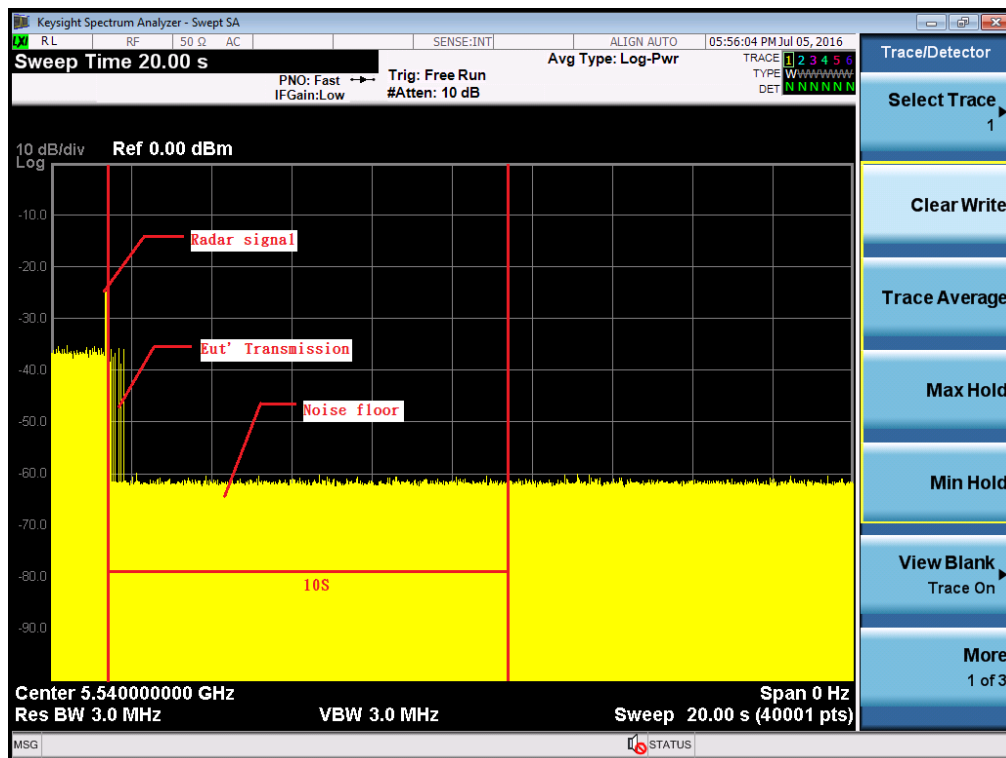 Keysight Spectrum Analyzer - Swept SA
LXI RL RF 50 Ω AC SENSE:INT ALIGN AUTO 05:56:04 PM Jul 05, 2016
Sweep Time 20.00 s
PNO: Fast
IFGain:Low
Trig: Free Run
#Atten: 10 dB
Avg Type: Log-Pwr
TRACE 1 2 3 4 5 6
TYPE WWWWWW
DET N N N N N N
10 dB/div Ref 0.00 dBm
Log
-10.0
-20.0
-30.0
-40.0
-50.0
-60.0
-70.0
-80.0
-90.0
Radar signal
Eut' Transmission
Noise floor
10S
Center 5.540000000 GHz Span 0 Hz
Res BW 3.0 MHz VBW 3.0 MHz Sweep 20.00 s (40001 pts)
MSG STATUS
Trace/Detector
Select Trace
1
Clear Write
Trace Average
Max Hold
Min Hold
View Blank
Trace On
More
1 of 3